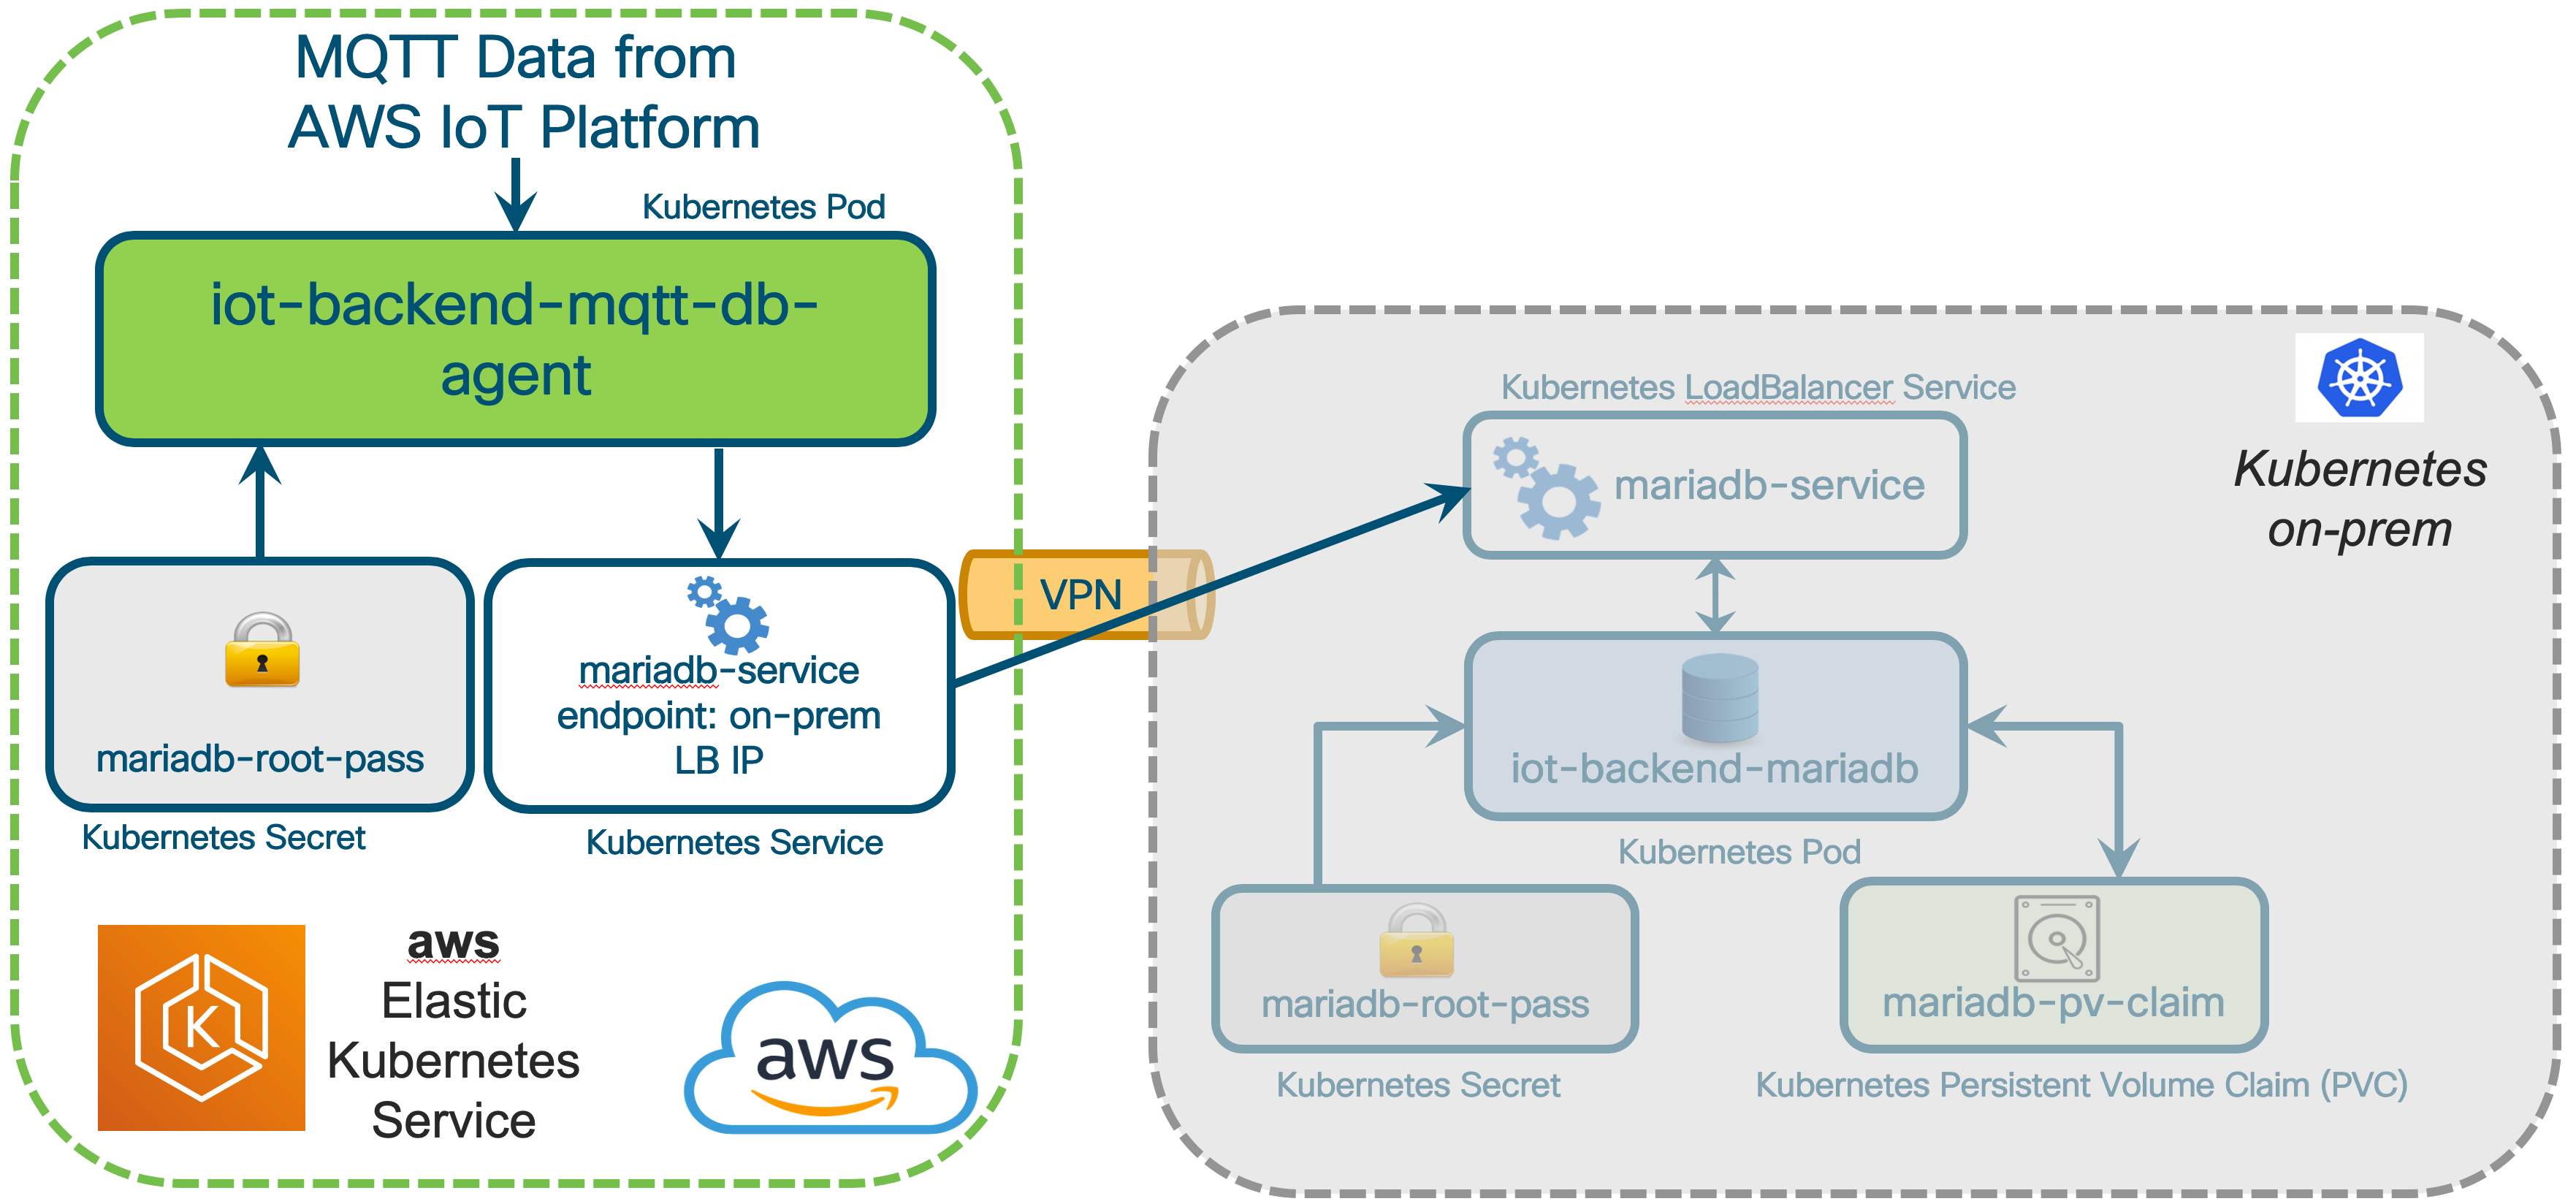 MQTT Data from
AWS IoT Platform
Kubernetes Pod
iot-backend-mqtt-db-
agent
mariadb-root-pass
Kubernetes Secret
mariadb-service
endpoint: on-prem
LB IP
Kubernetes Service
VPN
K
aws
Elastic
Kubernetes
Service
aws
Kubernetes LoadBalancer Service
mariadb-service
Kubernetes
on-prem
iot-backend-mariadb
Kubernetes Pod
mariadb-root-pass
Kubernetes Secret
mariadb-pv-claim
Kubernetes Persistent Volume Claim (PVC)